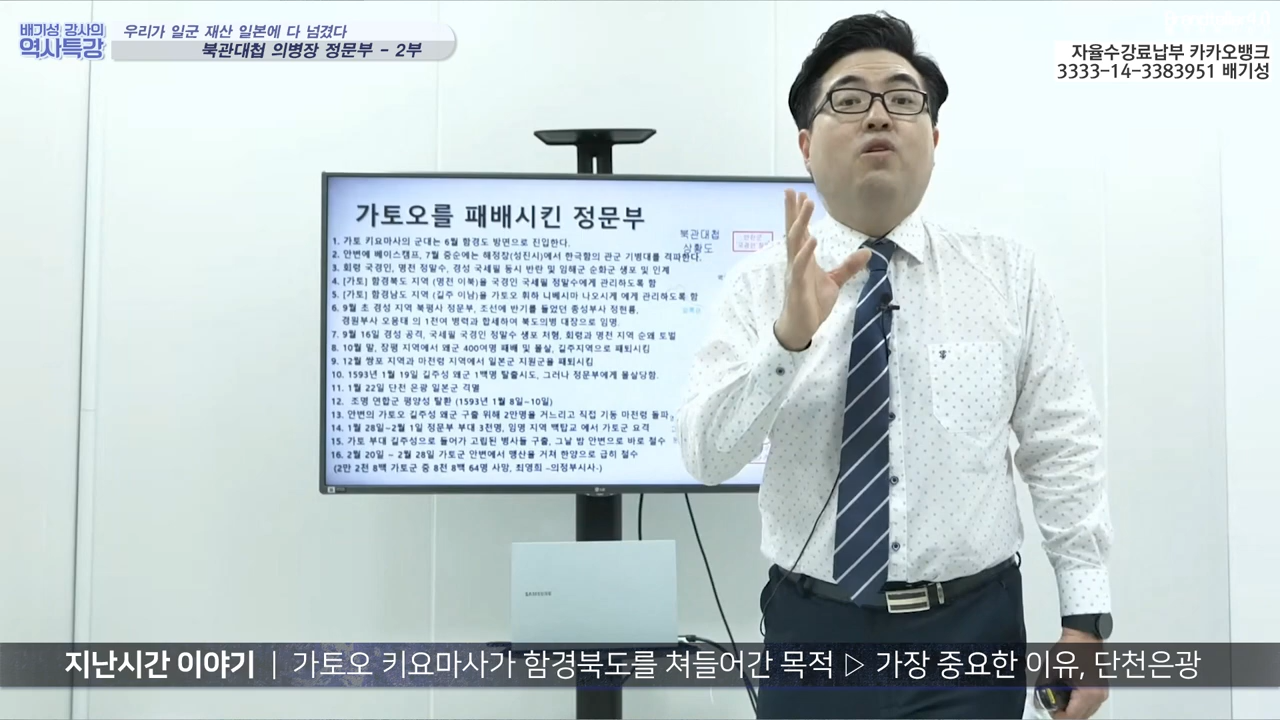 배기성 강사의
역사특강
우리가 일군 재산 일본에 다 넘겼다
북관대첩 의병장 정문부 - 2부
자율수강료납부 카카오뱅크
3333-14-3383951 배기성
가토오를 패배시킨 정문부
북관대첩
상황도
1. 가토 키요마사의 군대는 6월 함경도 방면으로 진입한다.
2. 안변에 베이스캠프, 7월 중순에는 해정창(성진시)에서 한극함의 관군 기병대를 격파한다.
3. 회령 국경인, 명천 정말수, 경성 국세필 동시 반란 및 임해군 순화군 생포 및 인계
4. [가토] 함경북도 지역 (명천 이북)을 국경인 국세필 정말수에게 관리하도록 함
5. [가토] 함경남도 지역 (길주 이남)을 가토오 휘하 니베시마 나오시게 에게 관리하도록 함
6. 9월 초 경성 지역 북평사 정문부, 조선에 반기를 들었던 종성부사 정현룡,
경원부사 오응태 의 1천여 병력과 합세하여 북도의병 대장으로 임명.
7. 9월 16일 경성 공격, 국세필 국경인 정말수 생포 처형, 회령과 명천 지역 순왜 토벌
8. 10월 말, 장평 지역에서 왜군 400여명 패배 및 몰살, 길주지역으로 패퇴시킴
9. 12월 쌍포 지역과 마천령 지역에서 일본군 지원군을 패퇴시킴
10. 1593년 1월 19일 길주성 왜군 1백명 탈출시도, 그러나 정문부에게 몰살당함.
11. 1월 22일 단천 은광 일본군 격멸
12. 조명 연합군 평양성 탈환 (1593년 1월 8일~10일)
13. 안변의 가토오 길주성 왜군 구출 위해 2만명을 거느리고 직접 기동 마천령 돌파
14. 1월 28일~2월 1일 정문부 부대 3천명, 임명 지역 백탑교 에서 가토군 요격
15. 가토 부대 길주성으로 들어가 고립된 병사들 구출, 그날 밤 안변으로 바로 철수
16. 2월 20일 ~ 2월 28일 가토군 안변에서 맹산을 거쳐 한양으로 급히 철수
(2만 2천 8백 가토군 중 8천 8백 64명 사망, 최영희 -의정부시사-)
LG
SAMSUNG
지난시간 이야기 | 가토오 키요마사가 함경북도를 쳐들어간 목적 ▷ 가장 중요한 이유, 단천은광